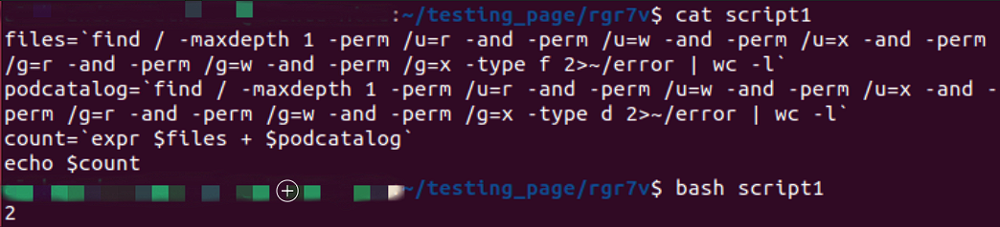 :~/testing_page/rgr7v$ cat script1
files=`find / -maxdepth 1 -perm /u=r -and -perm /u=w -and -perm /u=x -and -perm
/g=r -and -perm /g=w -and -perm /g=x -type f 2>~/error | wc -l`
podcatalog=`find / -maxdepth 1 -perm /u=r -and -perm /u=w -and -perm /u=x -and -
perm /g=r -and -perm /g=w -and -perm /g=x -type d 2>~/error | wc -l`
count=`expr $files + $podcatalog`
echo $count
~/testing_page/rgr7v$ bash script1
2